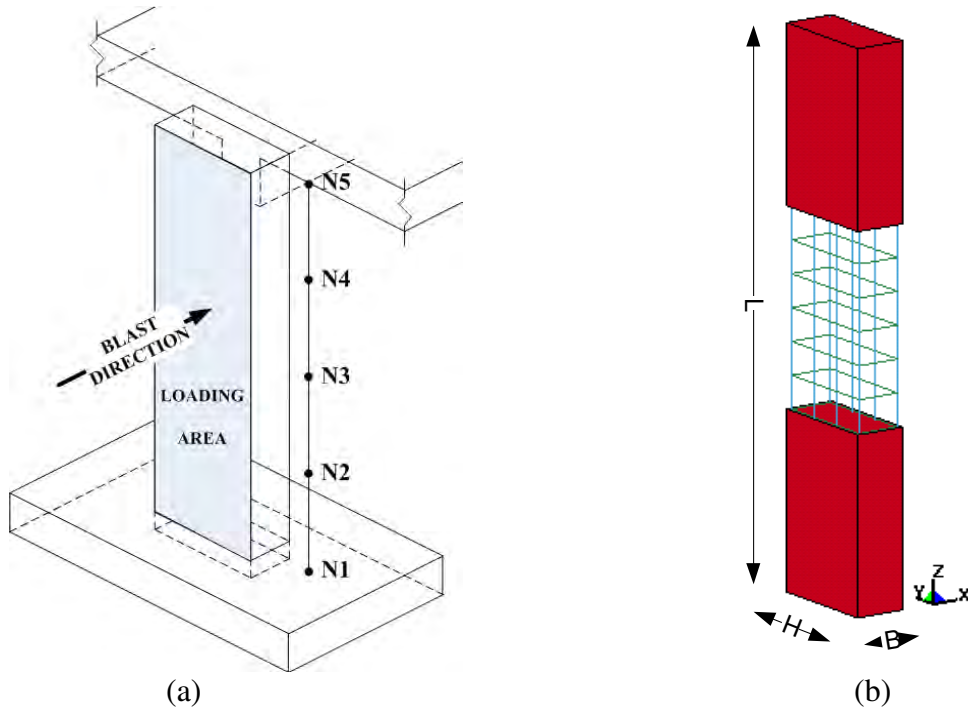 N5
N4
BLAST
DIRECTION
N3
LOADING
AREA
N2
N1
(a)
L
H
B
Z
Y
X
(b)